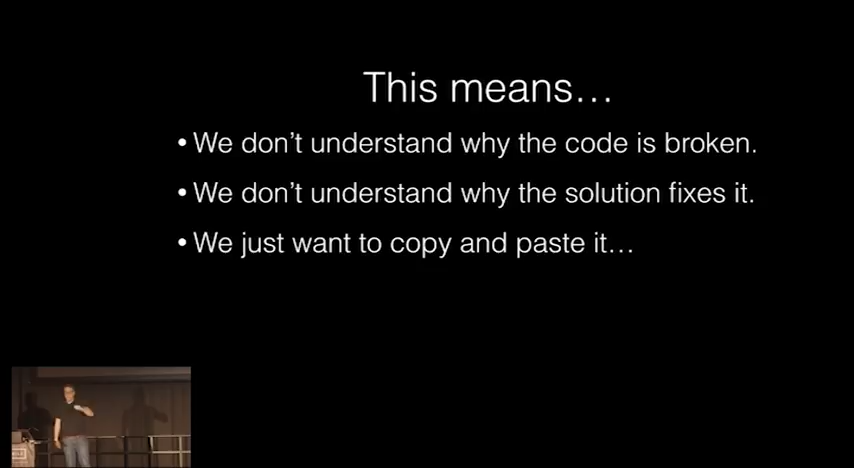 This means…
• We don’t understand why the code is broken.
• We don’t understand why the solution fixes it.
• We just want to copy and paste it…